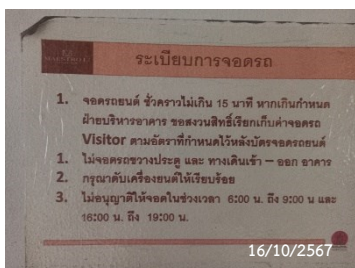 ระเบียบการจอดรถ
1. จอดรถยนต์ ชั่วคราวไม่เกิน 15 นาที หากเกินกำหนด
ฝ่ายบริหารอาคาร ขอสงวนสิทธิ์เรียกเก็บค่าจอดรถ
Visitor ตามอัตราที่กำหนดไว้หลังบัตรจอดรถยนต์
1. ไม่จอดรถขวางประตู และ ทางเดินเข้า – ออก อาคาร
2. กรุณาดับเครื่องยนต์ให้เรียบร้อย
3. ไม่อนุญาติให้จอดในช่วงเวลา 6:00 น. ถึง 9:00 น และ
16:00 น. ถึง 19:00 น.
16/10/2567